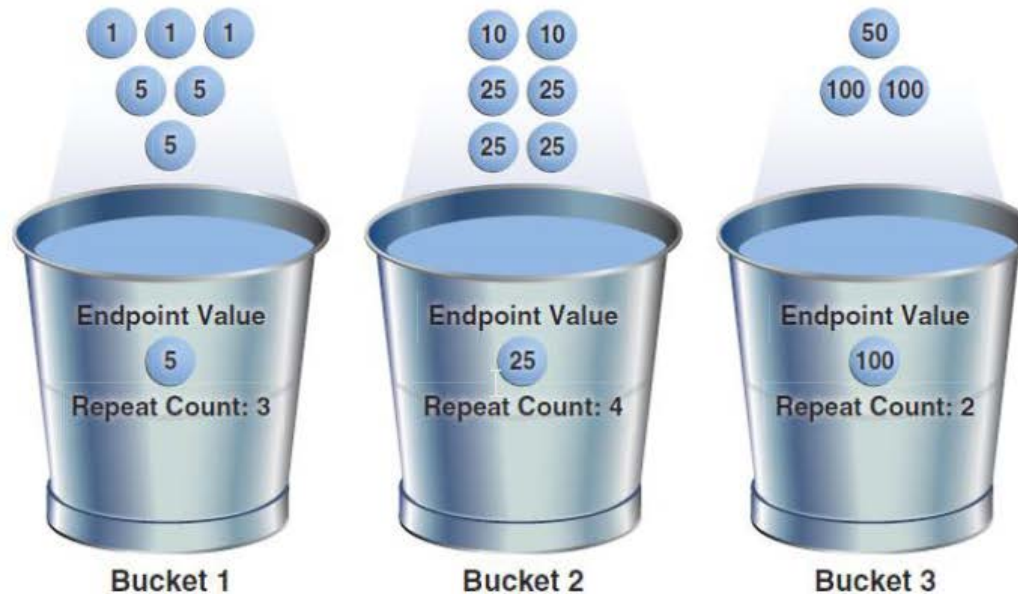 1 1 1
5 5
5
Endpoint Value
5
Repeat Count: 3
Bucket 1
10 10
25 25
25 25
Endpoint Value
25
Repeat Count: 4
Bucket 2
50
100 100
Endpoint Value
100
Repeat Count: 2
Bucket 3